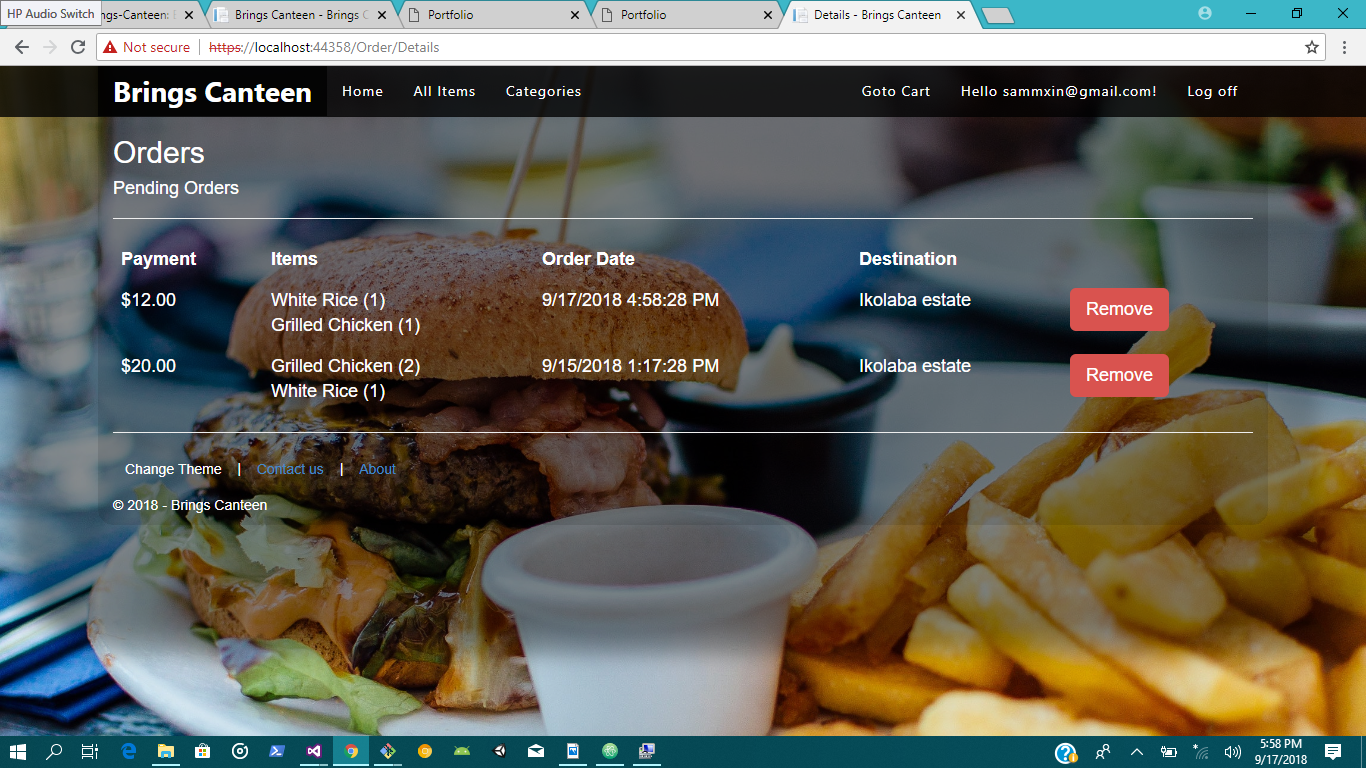 HP Audio Switch
ngs-Canteen:
Brings Canteen - Brings C
Portfolio
Portfolio
Details - Brings Canteen
Not secure
https://localhost:44358/Order/Details
Brings Canteen
Home
All Items
Categories
Goto Cart
Hello sammxin@gmail.com!
Log off
Orders
Pending Orders
Payment Items Order Date Destination
$12.00 White Rice (1) 9/17/2018 4:58:28 PM Ikolaba estate Remove
Grilled Chicken (1)
$20.00 Grilled Chicken (2) 9/15/2018 1:17:28 PM Ikolaba estate Remove
White Rice (1)
Change Theme | Contact us | About
© 2018 - Brings Canteen
5:58 PM
9/17/2018